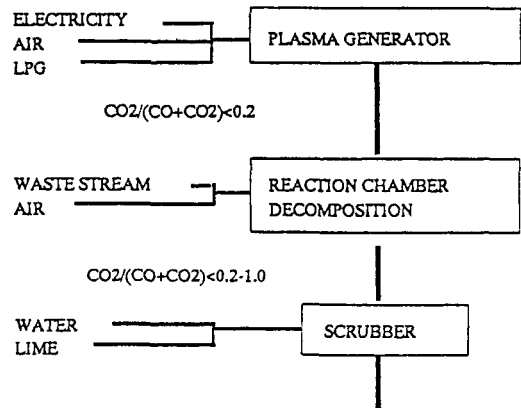 ELECTRICITY
AIR
LPG
PLASMA GENERATOR
CO2/(CO+CO2)<0.2
WASTE STREAM
AIR
REACTION CHAMBER
DECOMPOSITION
CO2/(CO+CO2)<0.2-1.0
WATER
LIME
SCRUBBER